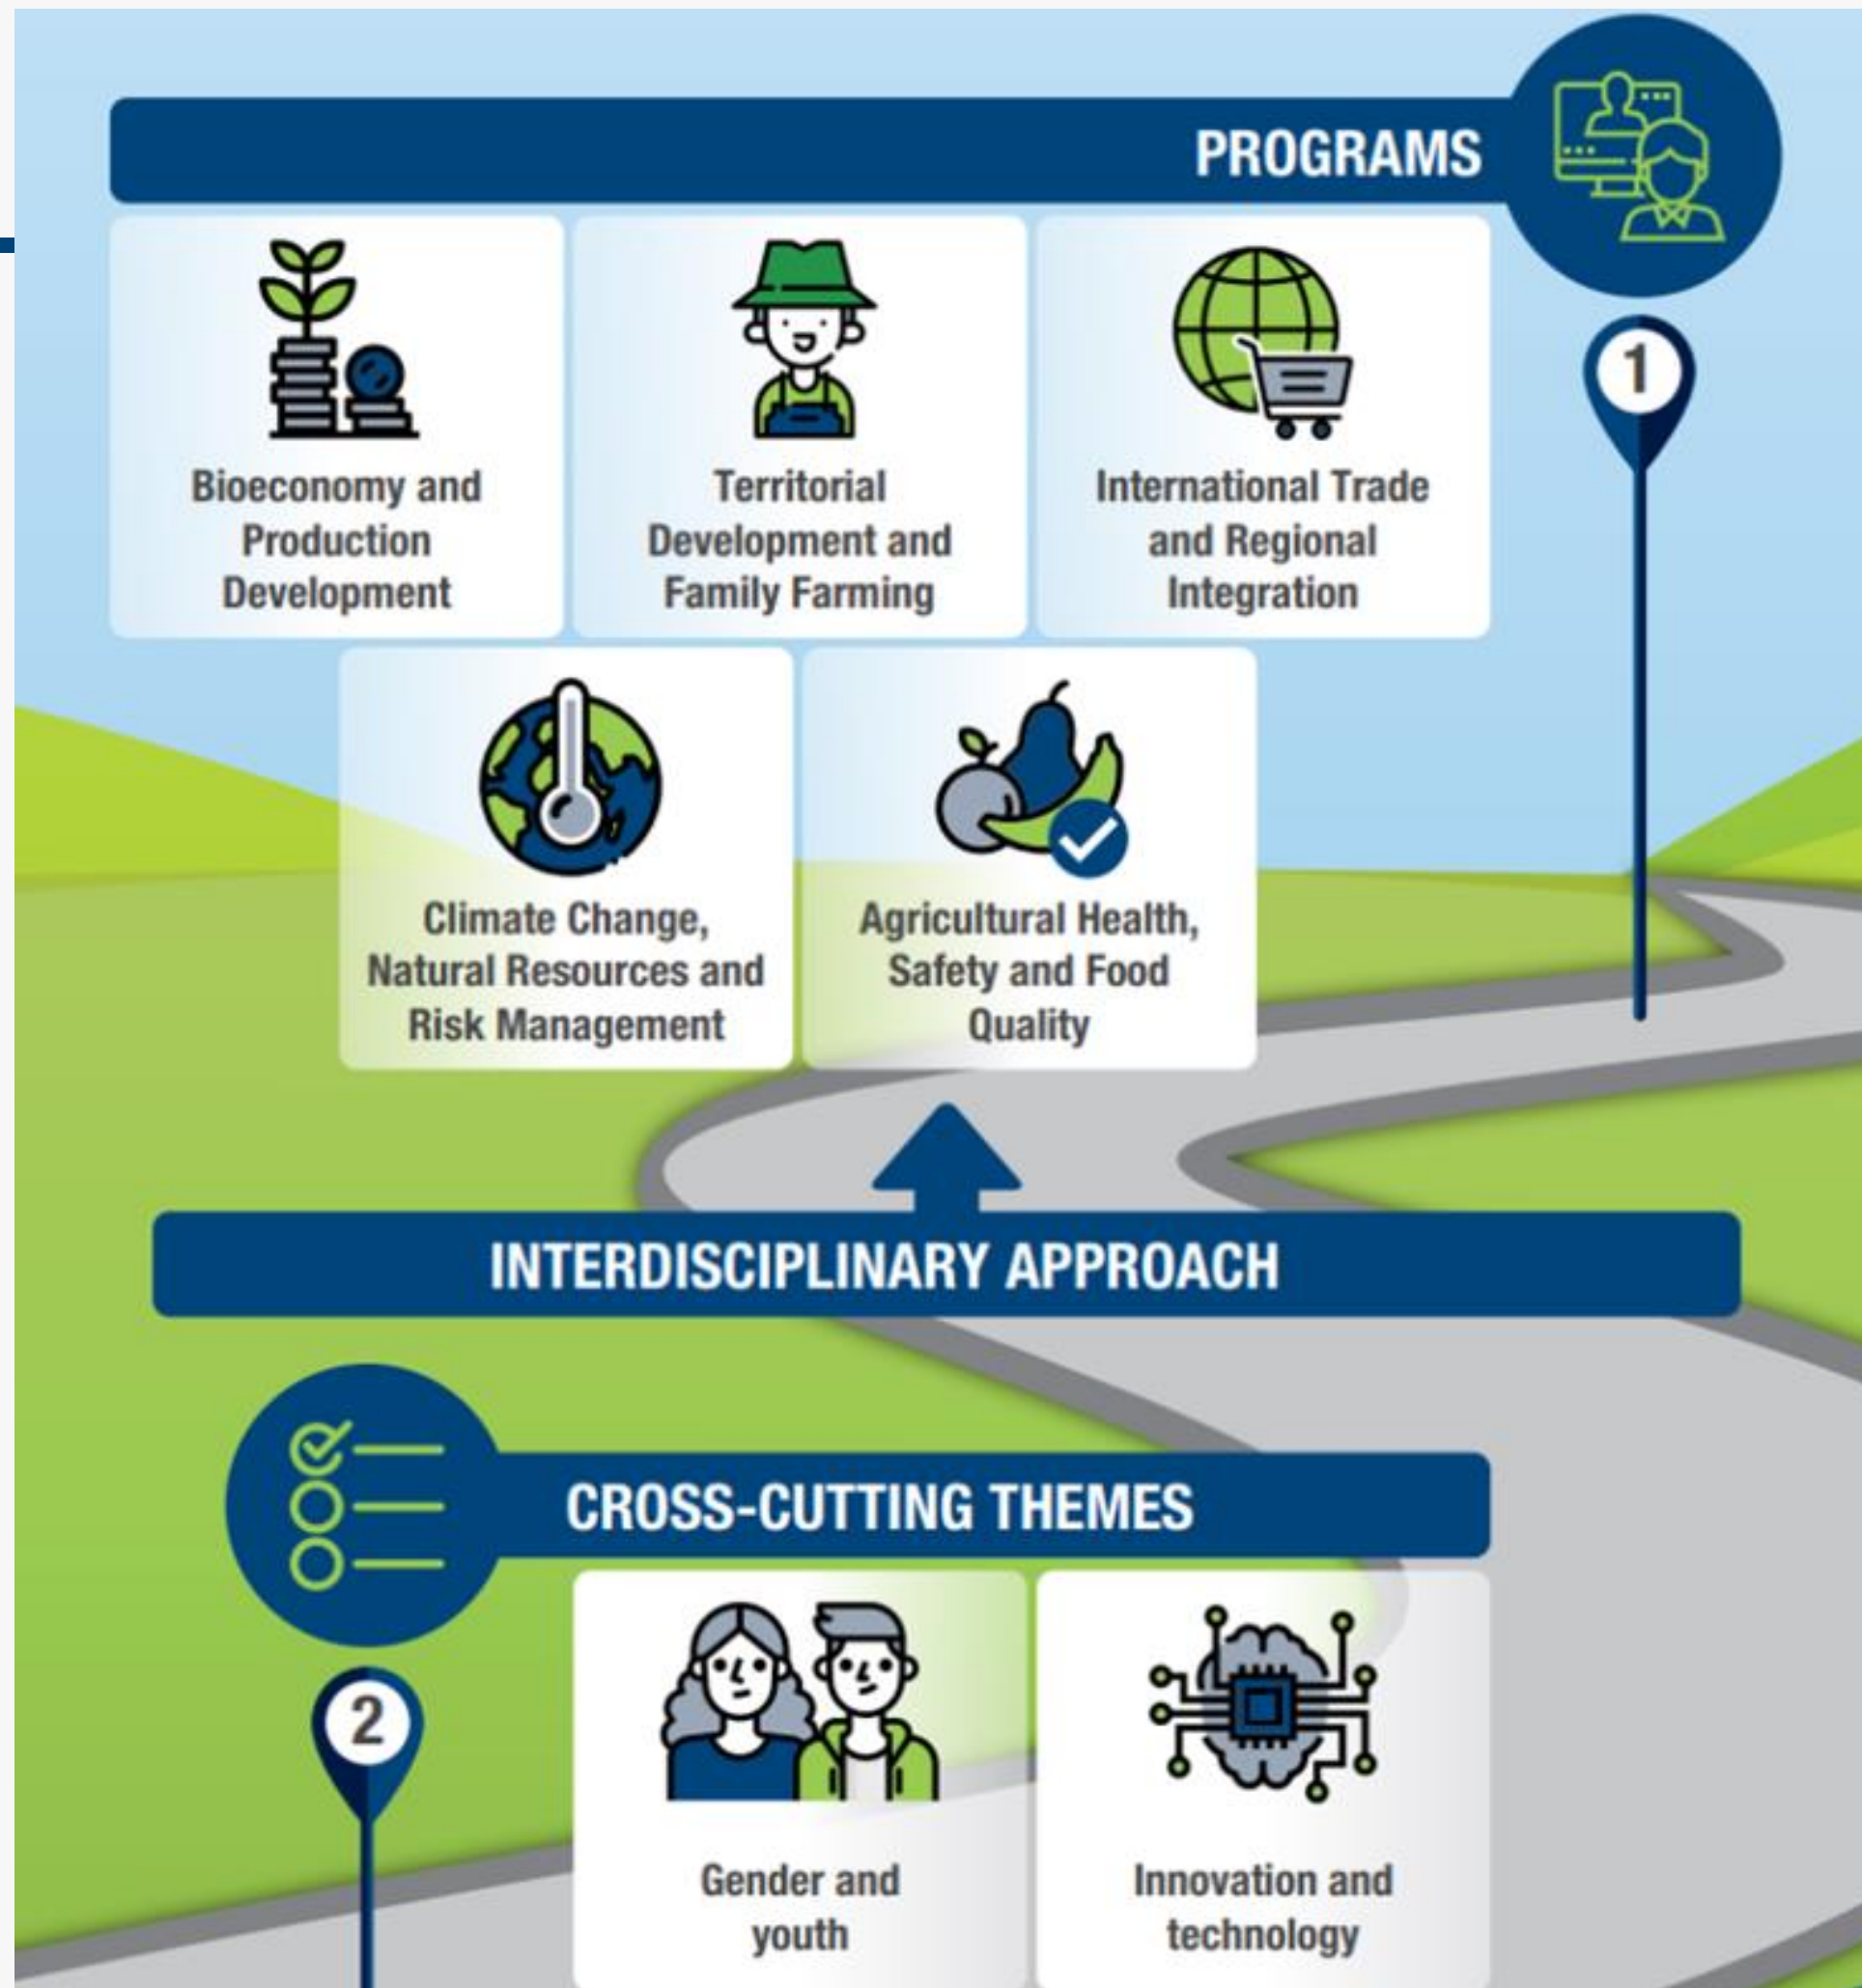 PROGRAMS
1
Bioeconomy and
Production
Development
Territorial
Development and
Family Farming
International Trade
and Regional
Integration
Climate Change,
Natural Resources and
Risk Management
Agricultural Health,
Safety and Food
Quality
INTERDISCIPLINARY APPROACH
CROSS-CUTTING THEMES
2
Gender and
youth
Innovation and
technology